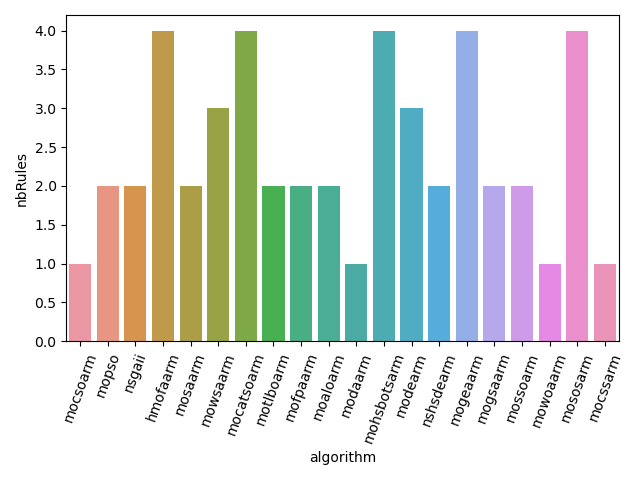 4.0
3.5
3.0
2.5
2.0
1.5
1.0
0.5
0.0
nbRules
mocsoarm
mopso
nsgaii
hmofaarm
mosaarm
mowsaarm
mocatsoarm
motlboarm
mofpaarm
moaloarm
modaarm
mohsbotsarm
modearm
nshsdearm
mogeaarm
mogsaarm
mossoarm
mowoaarm
mososarm
mocssarm
algorithm